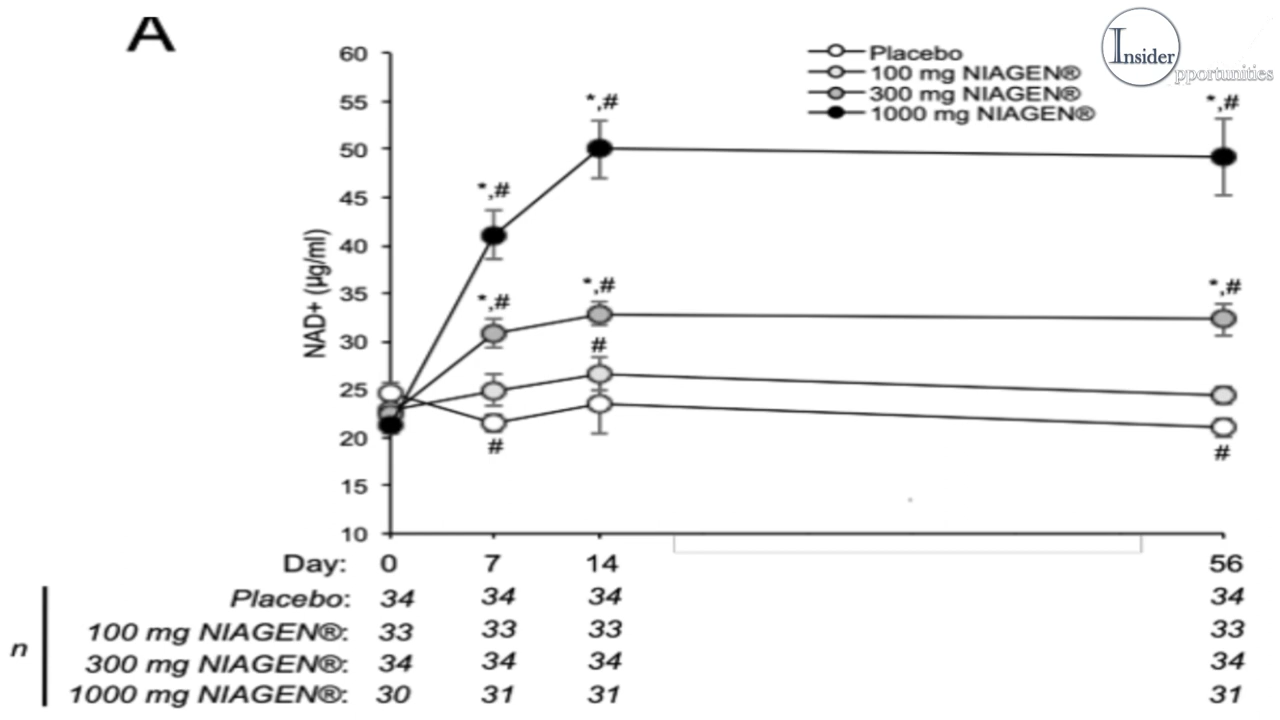 A
Insider
pportunities
Placebo
100 mg NIAGEN®
300 mg NIAGEN®
1000 mg NIAGEN®
60
55
50
45
40
35
30
25
20
15
10
NAD+ (µg/ml)
*,#
*,#
*,#
*,#
*,#
*,#
#
#
#
Day: 0 7 14 56
n
Placebo: 34 34 34 34
100 mg NIAGEN®: 33 33 33 33
300 mg NIAGEN®: 34 34 34 34
1000 mg NIAGEN®: 30 31 31 31